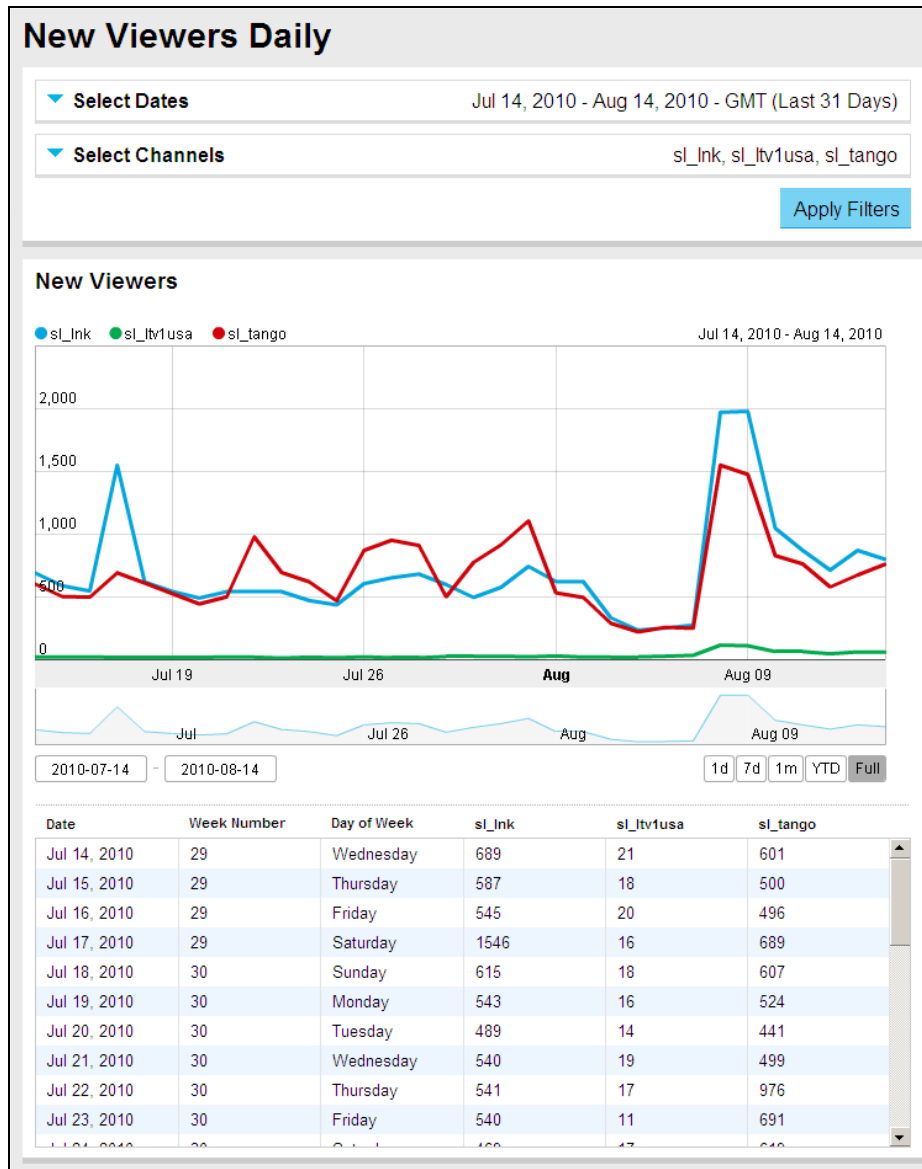 New Viewers Daily
Select Dates Jul 14, 2010 - Aug 14, 2010 - GMT (Last 31 Days)
Select Channels sl_lnk, sl_ltv1usa, sl_tango
Apply Filters
New Viewers
sl_lnk sl_ltv1usa sl_tango Jul 14, 2010 - Aug 14, 2010
2,000
1,500
1,000
500
0
Jul 19 Jul 26 Aug Aug 09
Jul Jul 26 Aug Aug 09
2010-07-14 - 2010-08-14 1d 7d 1m YTD Full
Date Week Number Day of Week sl_lnk sl_ltv1usa sl_tango
Jul 14, 2010 29 Wednesday 689 21 601
Jul 15, 2010 29 Thursday 587 18 500
Jul 16, 2010 29 Friday 545 20 496
Jul 17, 2010 29 Saturday 1546 16 689
Jul 18, 2010 30 Sunday 615 18 607
Jul 19, 2010 30 Monday 543 16 524
Jul 20, 2010 30 Tuesday 489 14 441
Jul 21, 2010 30 Wednesday 540 19 499
Jul 22, 2010 30 Thursday 541 17 976
Jul 23, 2010 30 Friday 540 11 691